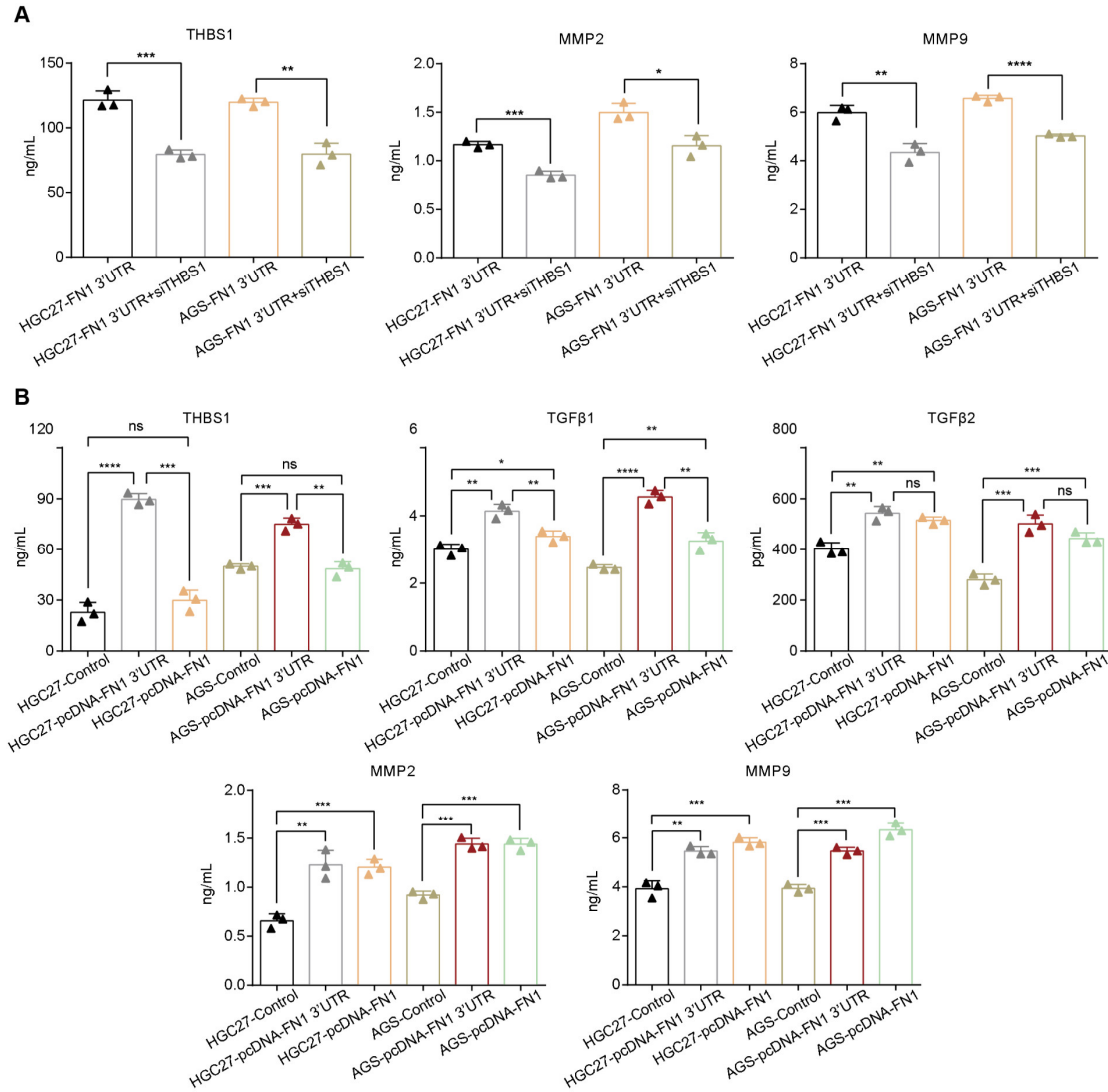 A
THBS1
MMP2
MMP9
150
100
50
0
ng/mL
***
**
HGC27-FN1 3'UTR
HGC27-FN1 3'UTR+siTHBS1
AGS-FN1 3'UTR
AGS-FN1 3'UTR+siTHBS1
2.0
1.5
1.0
0.5
0.0
ng/mL
***
*
HGC27-FN1 3'UTR
HGC27-FN1 3'UTR+siTHBS1
AGS-FN1 3'UTR
AGS-FN1 3'UTR+siTHBS1
8
6
4
2
0
ng/mL
**
****
HGC27-FN1 3'UTR
HGC27-FN1 3'UTR+siTHBS1
AGS-FN1 3'UTR
AGS-FN1 3'UTR+siTHBS1
B
THBS1
TGFβ1
TGFβ2
120
90
60
30
0
ng/mL
ns
****
***
ns
***
**
HGC27-Control
HGC27-pcDNA-FN1 3'UTR
HGC27-pcDNA-FN1
AGS-Control
AGS-pcDNA-FN1 3'UTR
AGS-pcDNA-FN1
6
4
2
0
ng/mL
*
**
**
**
****
**
HGC27-Control
HGC27-pcDNA-FN1 3'UTR
HGC27-pcDNA-FN1
AGS-Control
AGS-pcDNA-FN1 3'UTR
AGS-pcDNA-FN1
800
600
400
200
0
pg/mL
**
**
ns
***
***
ns
HGC27-Control
HGC27-pcDNA-FN1 3'UTR
HGC27-pcDNA-FN1
AGS-Control
AGS-pcDNA-FN1 3'UTR
AGS-pcDNA-FN1
MMP2
MMP9
2.0
1.5
1.0
0.5
0.0
ng/mL
***
**
***
***
HGC27-Control
HGC27-pcDNA-FN1 3'UTR
HGC27-pcDNA-FN1
AGS-Control
AGS-pcDNA-FN1 3'UTR
AGS-pcDNA-FN1
8
6
4
2
0
ng/mL
***
**
***
***
HGC27-Control
HGC27-pcDNA-FN1 3'UTR
HGC27-pcDNA-FN1
AGS-Control
AGS-pcDNA-FN1 3'UTR
AGS-pcDNA-FN1